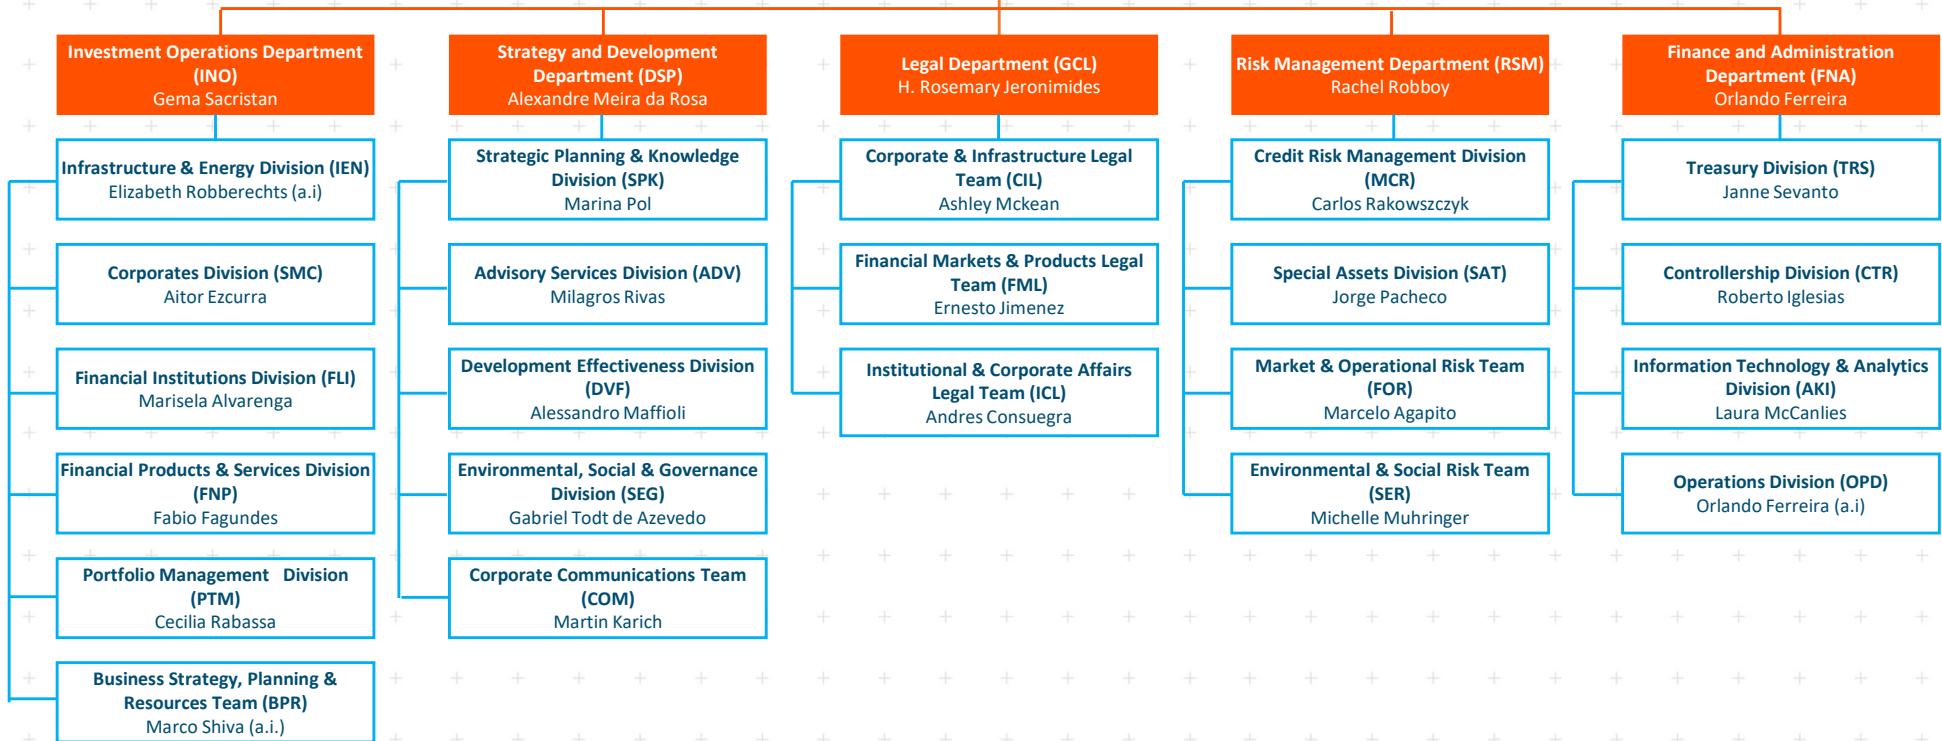 Investment Operations Department
(INO)
Gema Sacristan
Infrastructure & Energy Division (IEN)
Elizabeth Robberechts (a.i)
Corporates Division (SMC)
Aitor Ezcurra
Financial Institutions Division (FLI)
Marisela Alvarenga
Financial Products & Services Division
(FNP)
Fabio Fagundes
Portfolio Management Division
(PTM)
Cecilia Rabassa
Business Strategy, Planning &
Resources Team (BPR)
Marco Shiva (a.i.)
Strategy and Development
Department (DSP)
Alexandre Meira da Rosa
Strategic Planning & Knowledge
Division (SPK)
Marina Pol
Advisory Services Division (ADV)
Milagros Rivas
Development Effectiveness Division
(DVF)
Alessandro Maffioli
Environmental, Social & Governance
Division (SEG)
Gabriel Todt de Azevedo
Corporate Communications Team
(COM)
Martin Karich
Legal Department (GCL)
H. Rosemary Jeronimides
Corporate & Infrastructure Legal
Team (CIL)
Ashley Mckean
Financial Markets & Products Legal
Team (FML)
Ernesto Jimenez
Institutional & Corporate Affairs
Legal Team (ICL)
Andres Consuegra
Risk Management Department (RSM)
Rachel Robboy
Credit Risk Management Division
(MCR)
Carlos Rakowszczyk
Special Assets Division (SAT)
Jorge Pacheco
Market & Operational Risk Team
(FOR)
Marcelo Agapito
Environmental & Social Risk Team
(SER)
Michelle Muhringer
Finance and Administration
Department (FNA)
Orlando Ferreira
Treasury Division (TRS)
Janne Sevanto
Controllership Division (CTR)
Roberto Iglesias
Information Technology & Analytics
Division (AKI)
Laura McCanlies
Operations Division (OPD)
Orlando Ferreira (a.i)